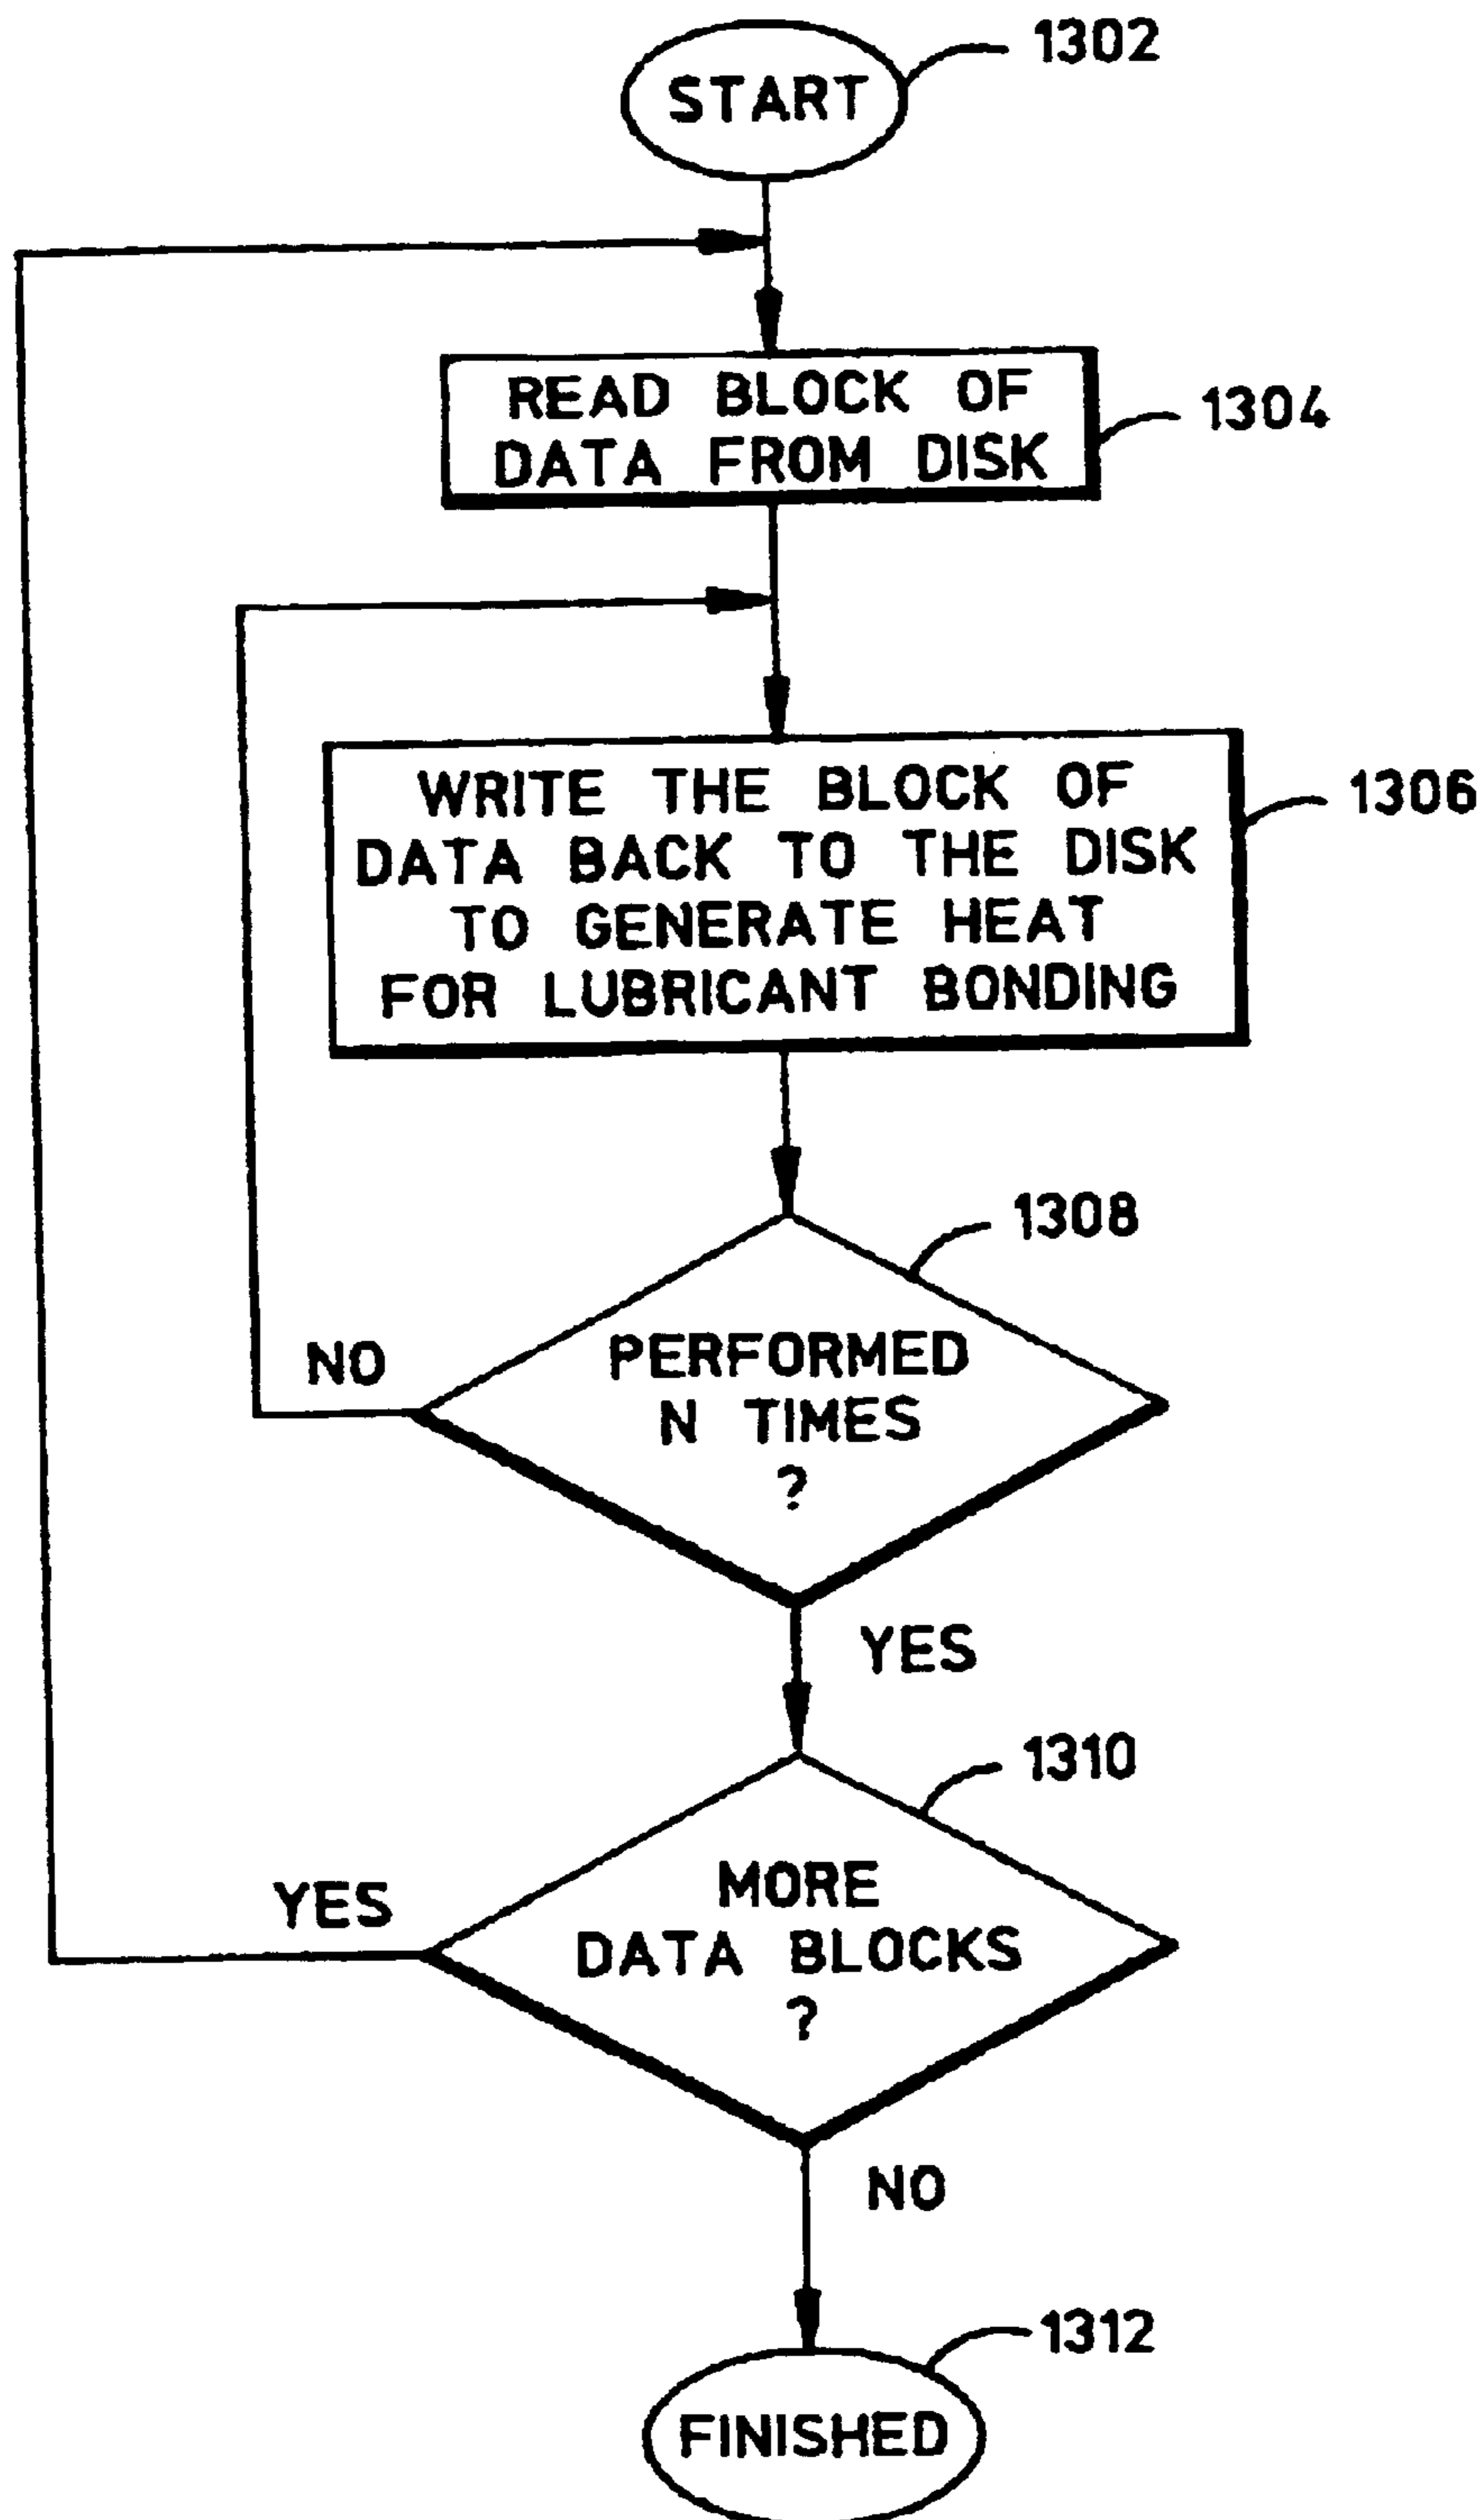 START
1302
READ BLOCK OF
DATA FROM DISK
1304
WRITE THE BLOCK OF
DATA BACK TO THE DISK
TO GENERATE HEAT
FOR LUBRICANT BONDING
1306
1308
PERFORMED
N TIMES
?
NO
YES
1310
MORE
DATA BLOCKS
?
YES
NO
1312
FINISHED